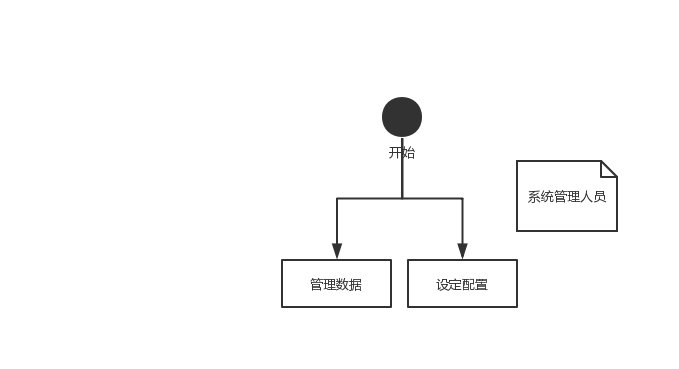 开始
系统管理人员
管理数据
设定配置